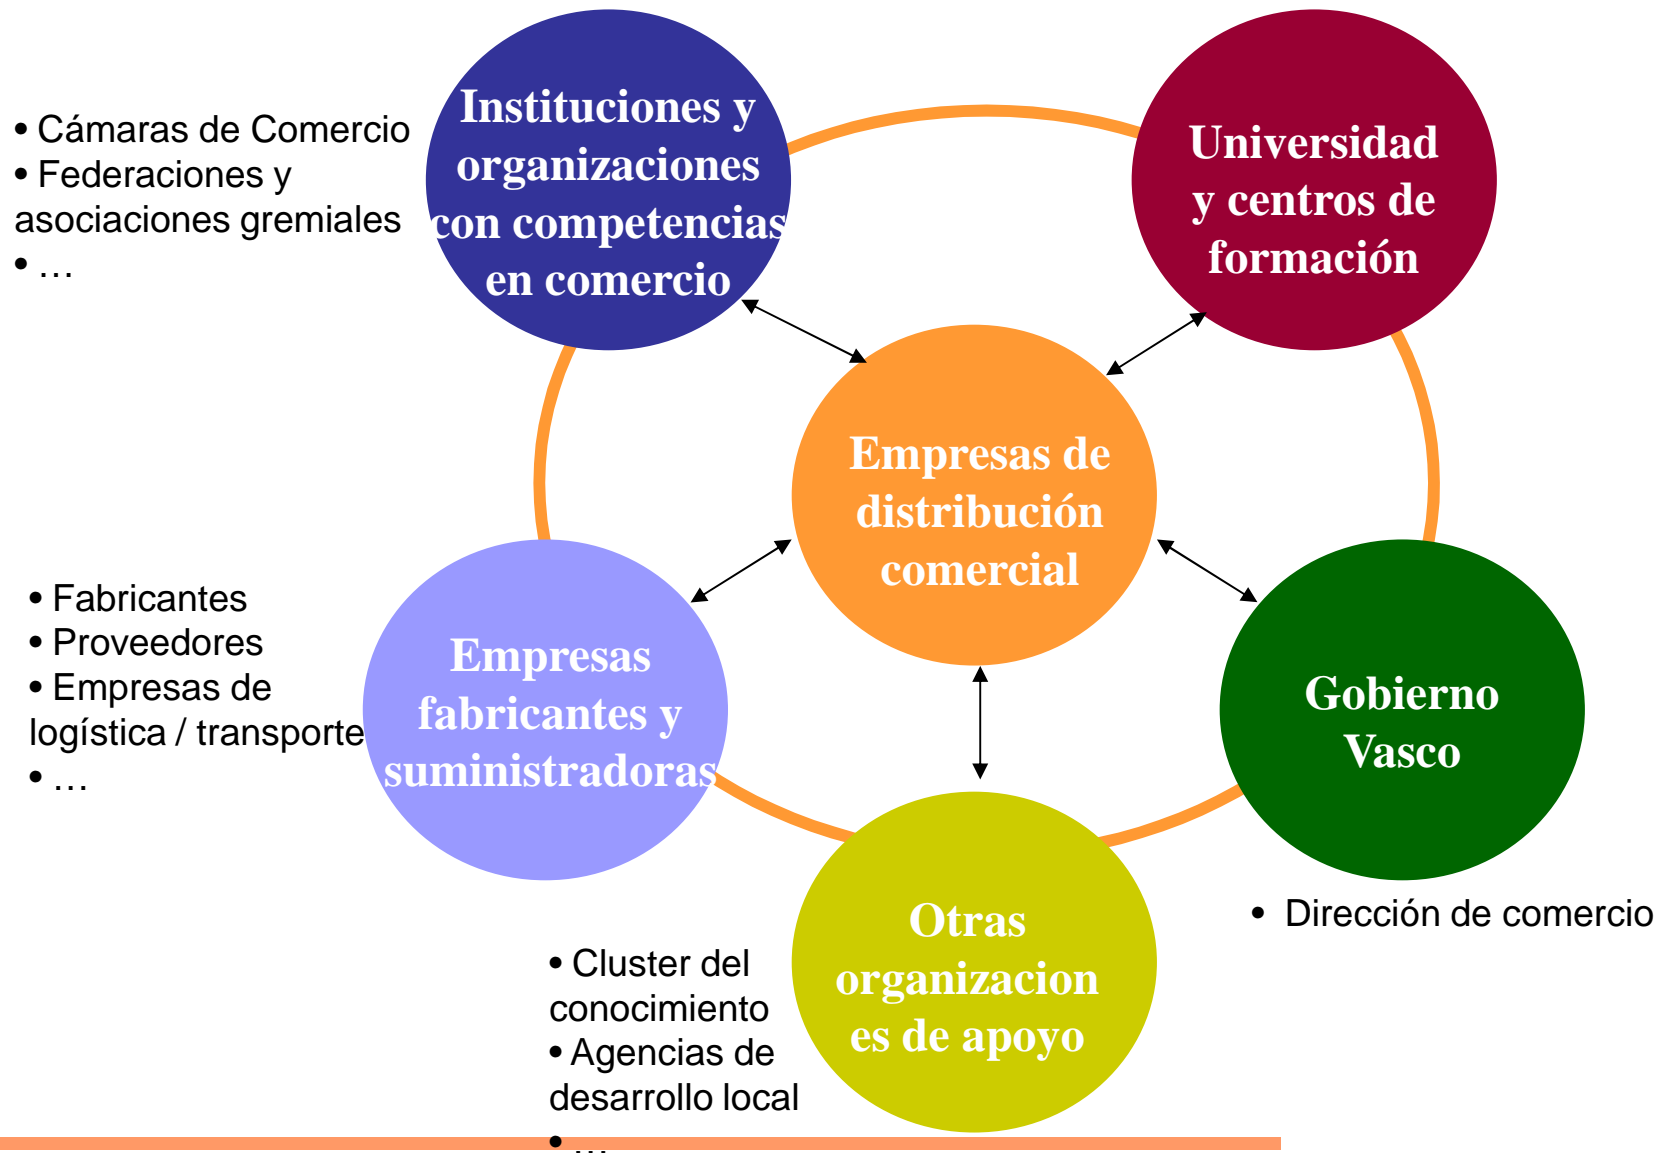 • Cámaras de Comercio
• Federaciones y
asociaciones gremiales
• …
Instituciones y
organizaciones
con competencias
en comercio
Universidad
y centros de
formación
Empresas de
distribución
comercial
• Fabricantes
• Proveedores
• Empresas de
logística / transporte
• …
Empresas
fabricantes y
suministradoras
Gobierno
Vasco
• Dirección de comercio
Otras
organizacion
es de apoyo
• Cluster del
conocimiento
• Agencias de
desarrollo local
• …